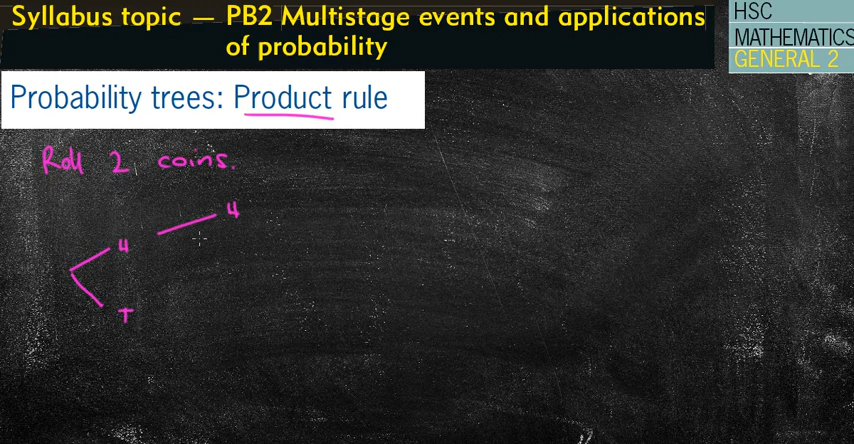 Syllabus topic — PB2 Multistage events and applications
of probability
HSC
MATHEMATICS
GENERAL 2
Probability trees: Product rule
Roll 2 coins.
H
H
T